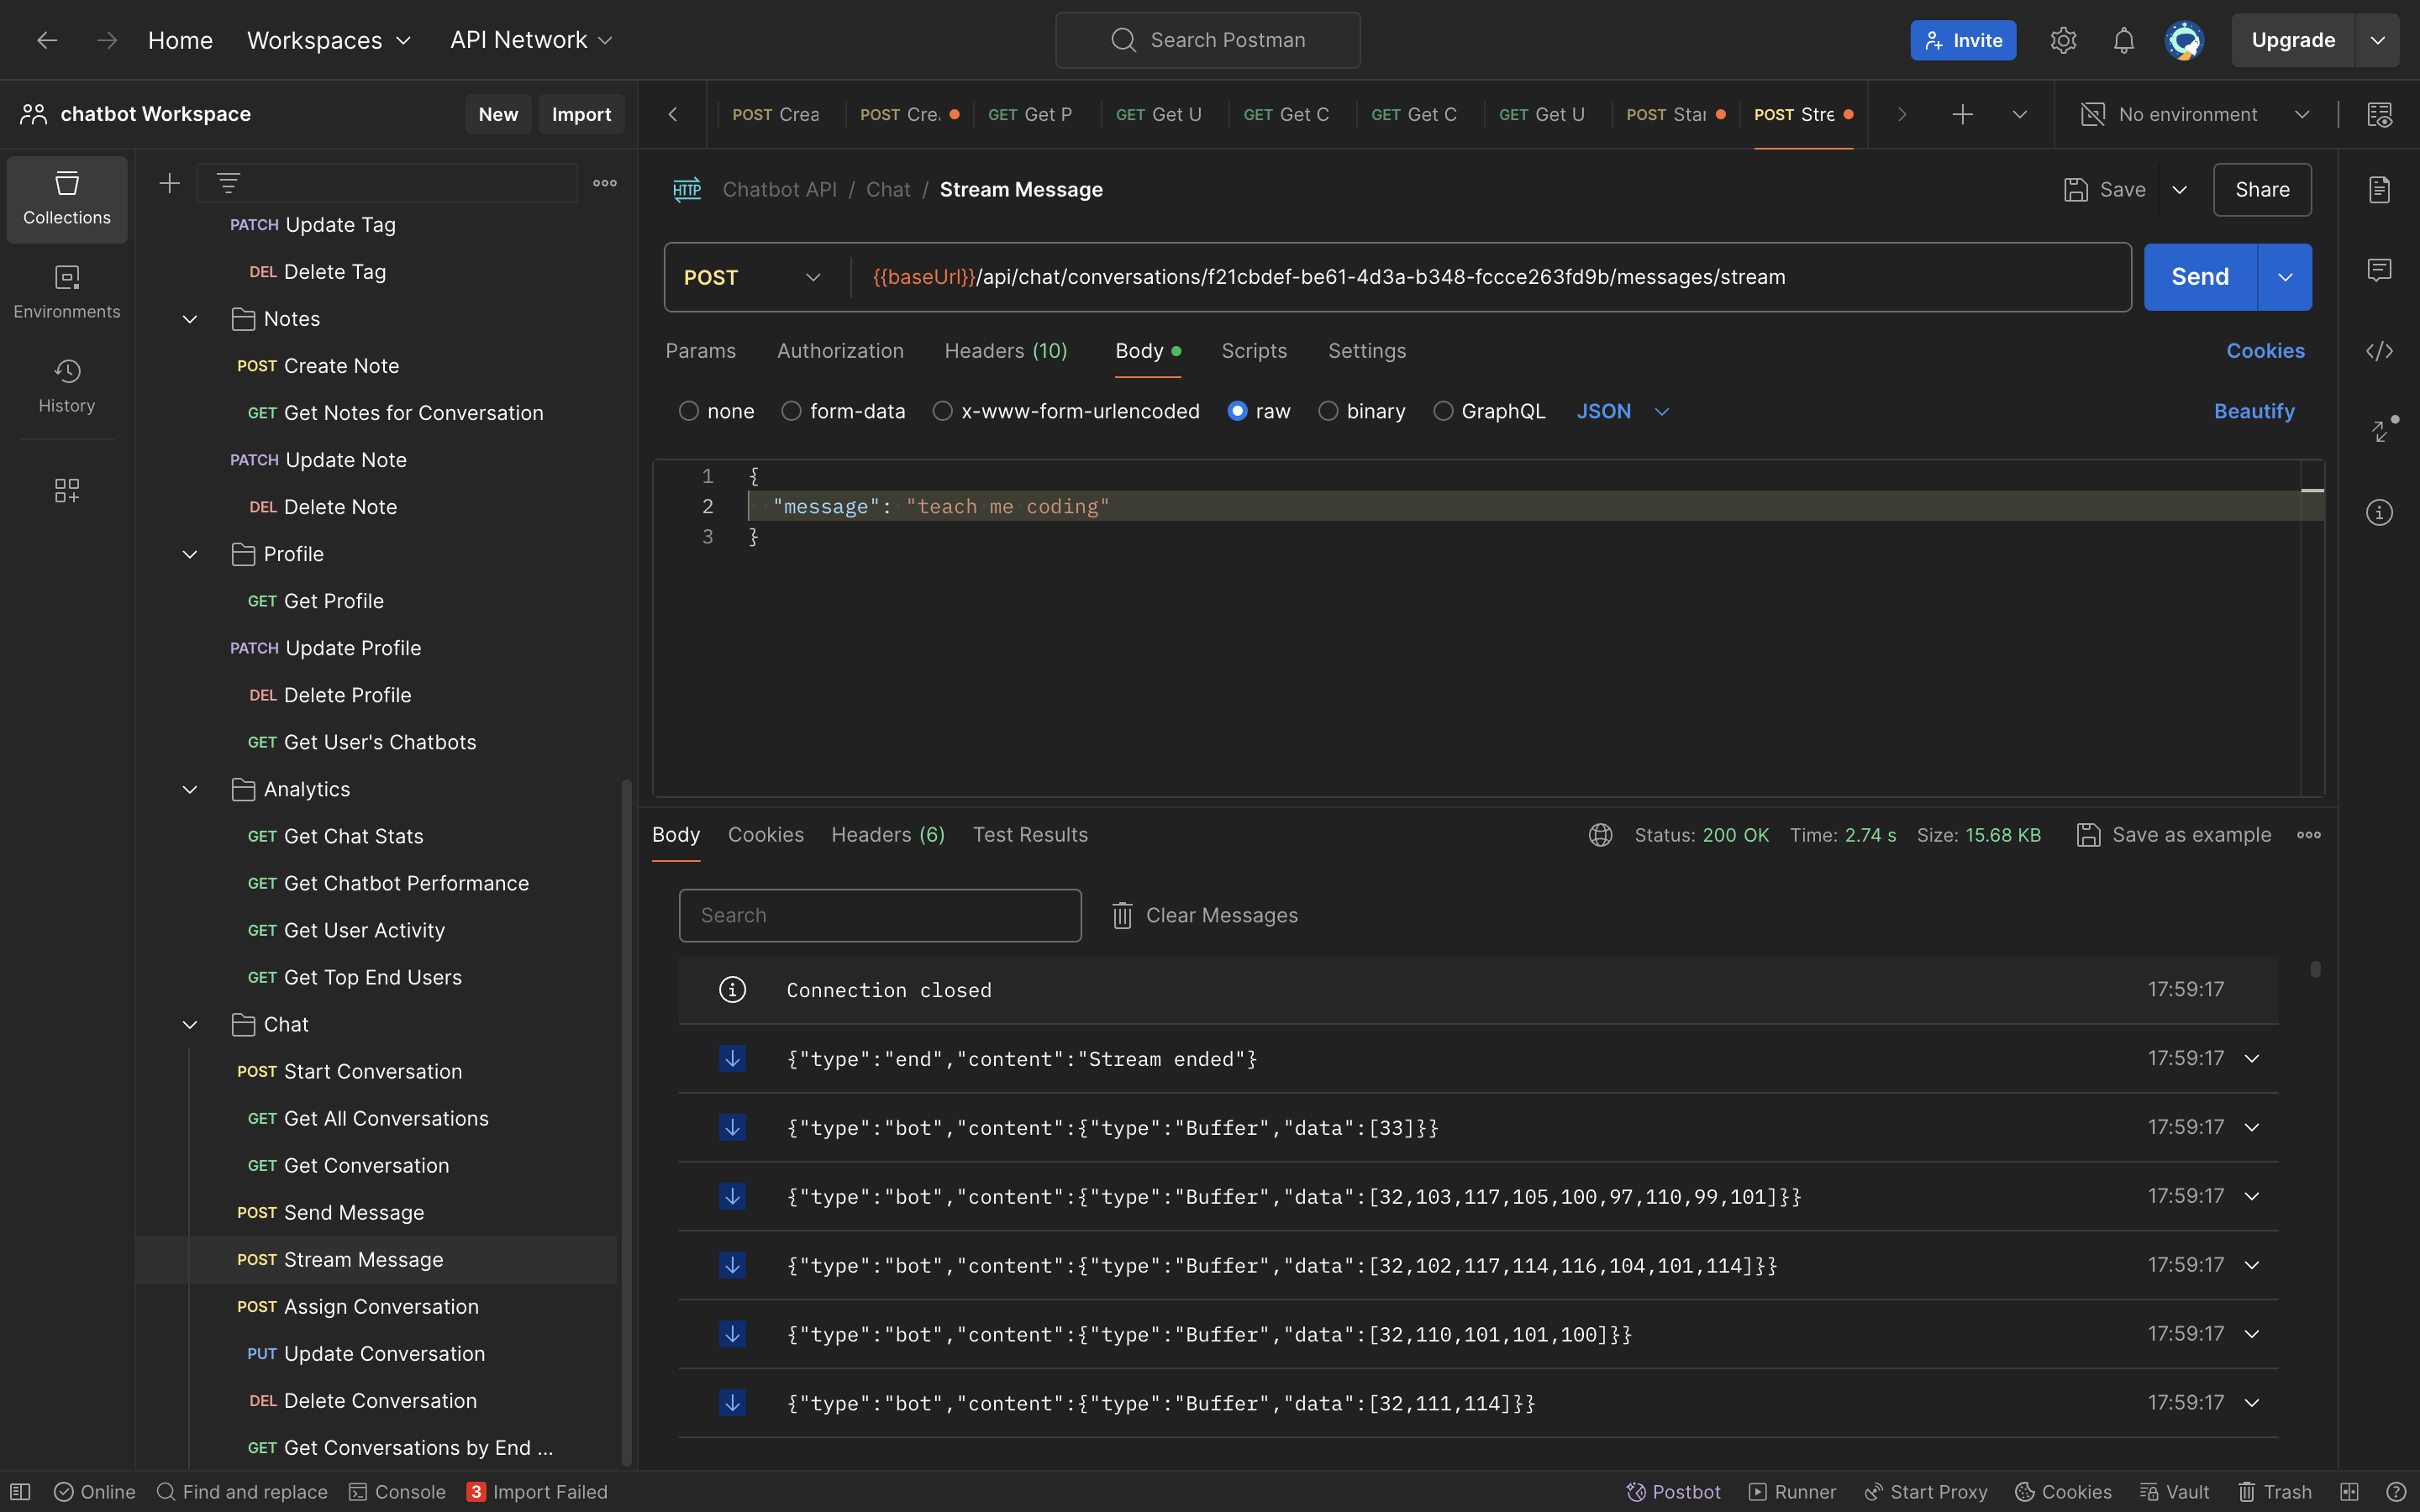 Home Workspaces API Network Search Postman Invite Upgrade
chatbot Workspace New Import
POST Crea POST Cre GET Get P GET Get U GET Get C GET Get C GET Get U POST Star POST Stre No environment
Collections
Environments
History
PATCH Update Tag
DEL Delete Tag
Notes
POST Create Note
GET Get Notes for Conversation
PATCH Update Note
DEL Delete Note
Profile
GET Get Profile
PATCH Update Profile
DEL Delete Profile
GET Get User's Chatbots
Analytics
GET Get Chat Stats
GET Get Chatbot Performance
GET Get User Activity
GET Get Top End Users
Chat
POST Start Conversation
GET Get All Conversations
GET Get Conversation
POST Send Message
POST Stream Message
POST Assign Conversation
PUT Update Conversation
DEL Delete Conversation
GET Get Conversations by End ...
HTTP Chatbot API / Chat / Stream Message Save Share
POST {{baseUrl}}/api/chat/conversations/f21cbdef-be61-4d3a-b348-fccce263fd9b/messages/stream Send
Params Authorization Headers (10) Body Scripts Settings Cookies
none form-data x-www-form-urlencoded raw binary GraphQL JSON Beautify
1 {
2 "message": "teach me coding"
3 }
Body Cookies Headers (6) Test Results Status: 200 OK Time: 2.74 s Size: 15.68 KB Save as example
Search Clear Messages
Connection closed 17:59:17
{"type":"end","content":"Stream ended"} 17:59:17
{"type":"bot","content":{"type":"Buffer","data":[33]}} 17:59:17
{"type":"bot","content":{"type":"Buffer","data":[32,103,117,105,100,97,110,99,101]}} 17:59:17
{"type":"bot","content":{"type":"Buffer","data":[32,102,117,114,116,104,101,114]}} 17:59:17
{"type":"bot","content":{"type":"Buffer","data":[32,110,101,101,100]}} 17:59:17
{"type":"bot","content":{"type":"Buffer","data":[32,111,114]}} 17:59:17
Online Find and replace Console 3 Import Failed Postbot Runner Start Proxy Cookies Vault Trash